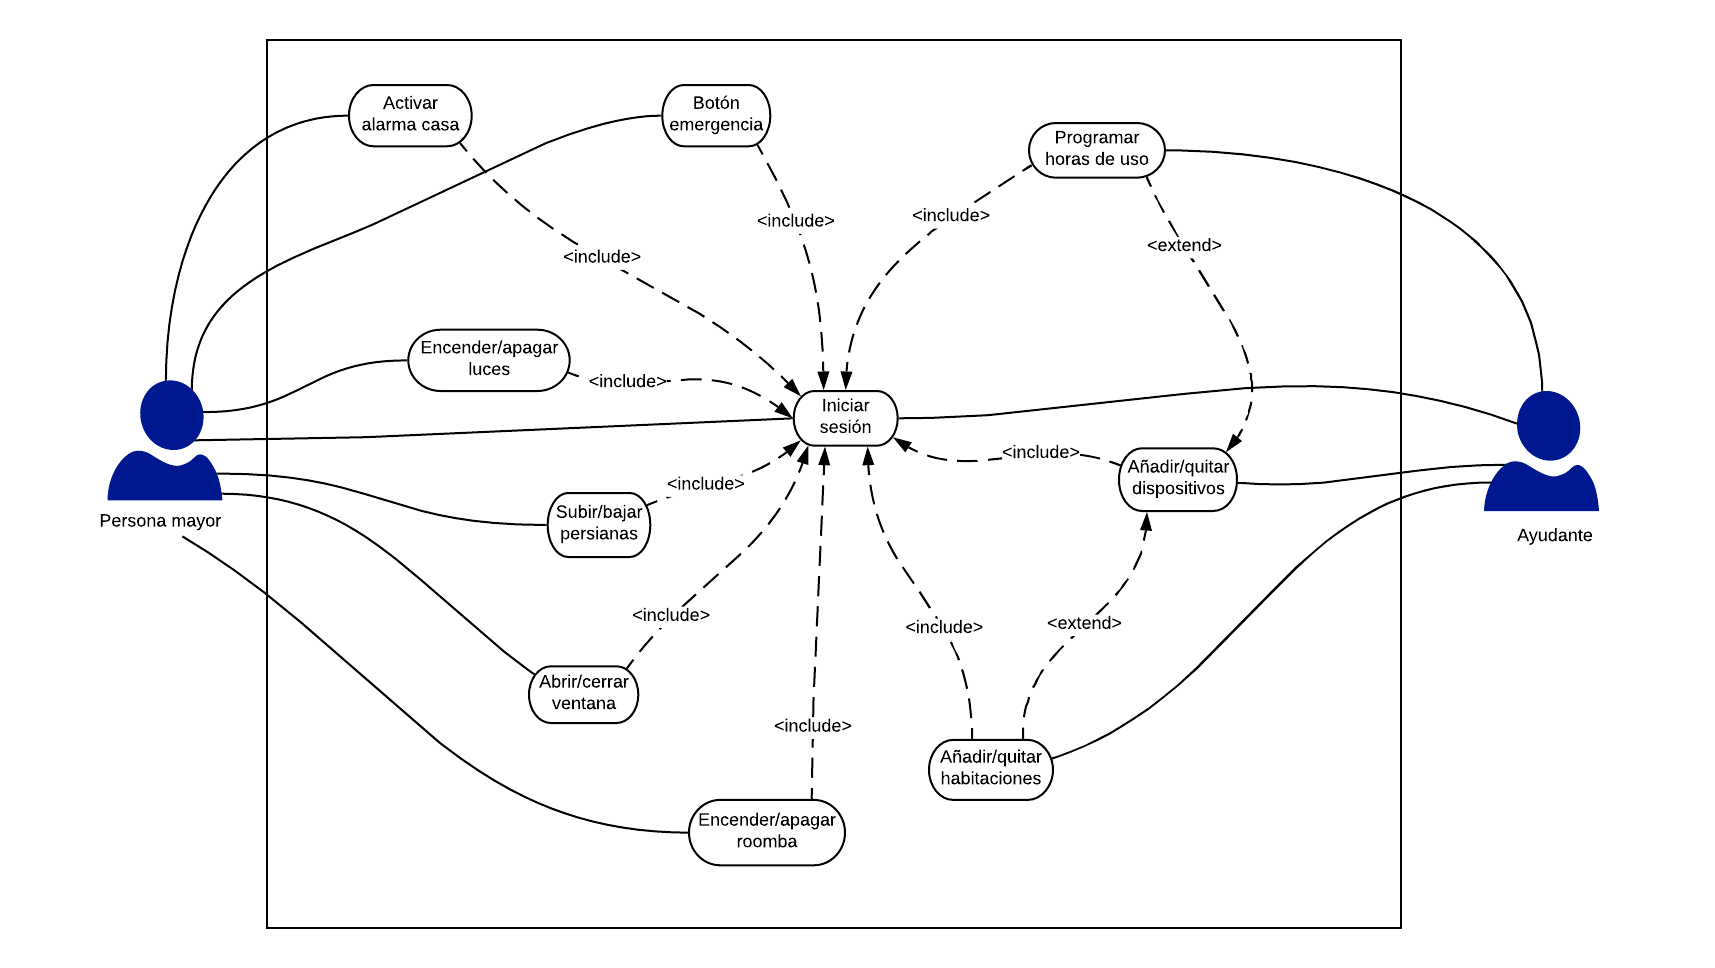 Activar
alarma casa
Botón
emergencia
Programar
horas de uso
<include>
<include>
<extend>
<include>
Encender/apagar
luces
<include>
Iniciar
sesión
<include>
Añadir/quitar
dispositivos
<include>
Subir/bajar
persianas
Persona mayor
Ayudante
<include>
<include>
<extend>
Abrir/cerrar
ventana
<include>
Añadir/quitar
habitaciones
Encender/apagar
roomba